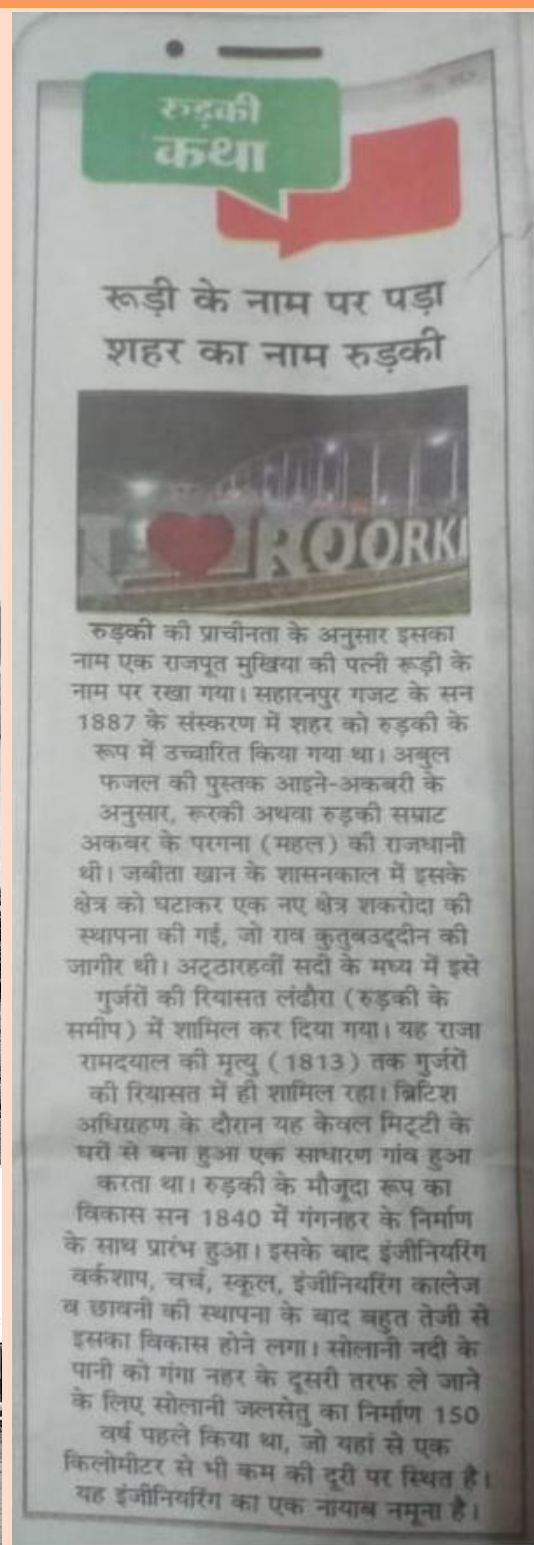 रुड़की
कथा
रूड़ी के नाम पर पड़ा
शहर का नाम रुड़की
I ROORKI
रुड़की की प्राचीनता के अनुसार इसका
नाम एक राजपूत मुखिया की पत्नी रूड़ी के
नाम पर रखा गया। सहारनपुर गजट के सन
1887 के संस्करण में शहर को रुड़की के
रूप में उच्चारित किया गया था। अबुल
फजल की पुस्तक आइने-अकबरी के
अनुसार, रूरकी अथवा रुड़की सम्राट
अकबर के परगना (महल) की राजधानी
थी। जबीता खान के शासनकाल में इसके
क्षेत्र को घटाकर एक नए क्षेत्र शकरोदा की
स्थापना की गई, जो राव कुतुबउद्दीन की
जागीर थी। अट्ठारहवीं सदी के मध्य में इसे
गुर्जरों की रियासत लंढौरा (रुड़की के
समीप) में शामिल कर दिया गया। यह राजा
रामदयाल की मृत्यु (1813) तक गुर्जरों
की रियासत में ही शामिल रहा। ब्रिटिश
अधिग्रहण के दौरान यह केवल मिट्टी के
घरों से बना हुआ एक साधारण गांव हुआ
करता था। रुड़की के मौजूदा रूप का
विकास सन 1840 में गंगनहर के निर्माण
के साथ प्रारंभ हुआ। इसके बाद इंजीनियरिंग
वर्कशाप, चर्च, स्कूल, इंजीनियरिंग कालेज
व छावनी की स्थापना के बाद बहुत तेजी से
इसका विकास होने लगा। सोलानी नदी के
पानी को गंगा नहर के दूसरी तरफ ले जाने
के लिए सोलानी जलसेतु का निर्माण 150
वर्ष पहले किया था, जो यहां से एक
किलोमीटर से भी कम की दूरी पर स्थित है।
यह इंजीनियरिंग का एक नायाब नमूना है।